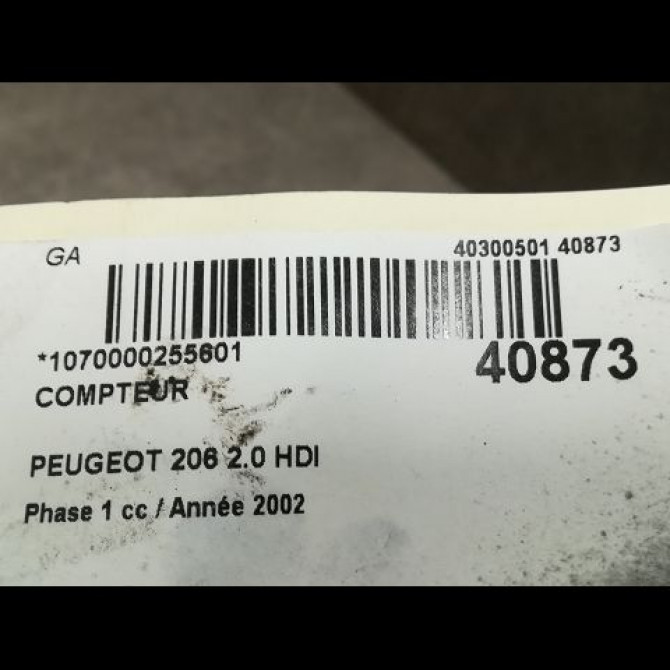 GA 40300501 40873
*1070000255601 40873
COMPTEUR
PEUGEOT 206 2.0 HDI
Phase 1 cc / Année 2002